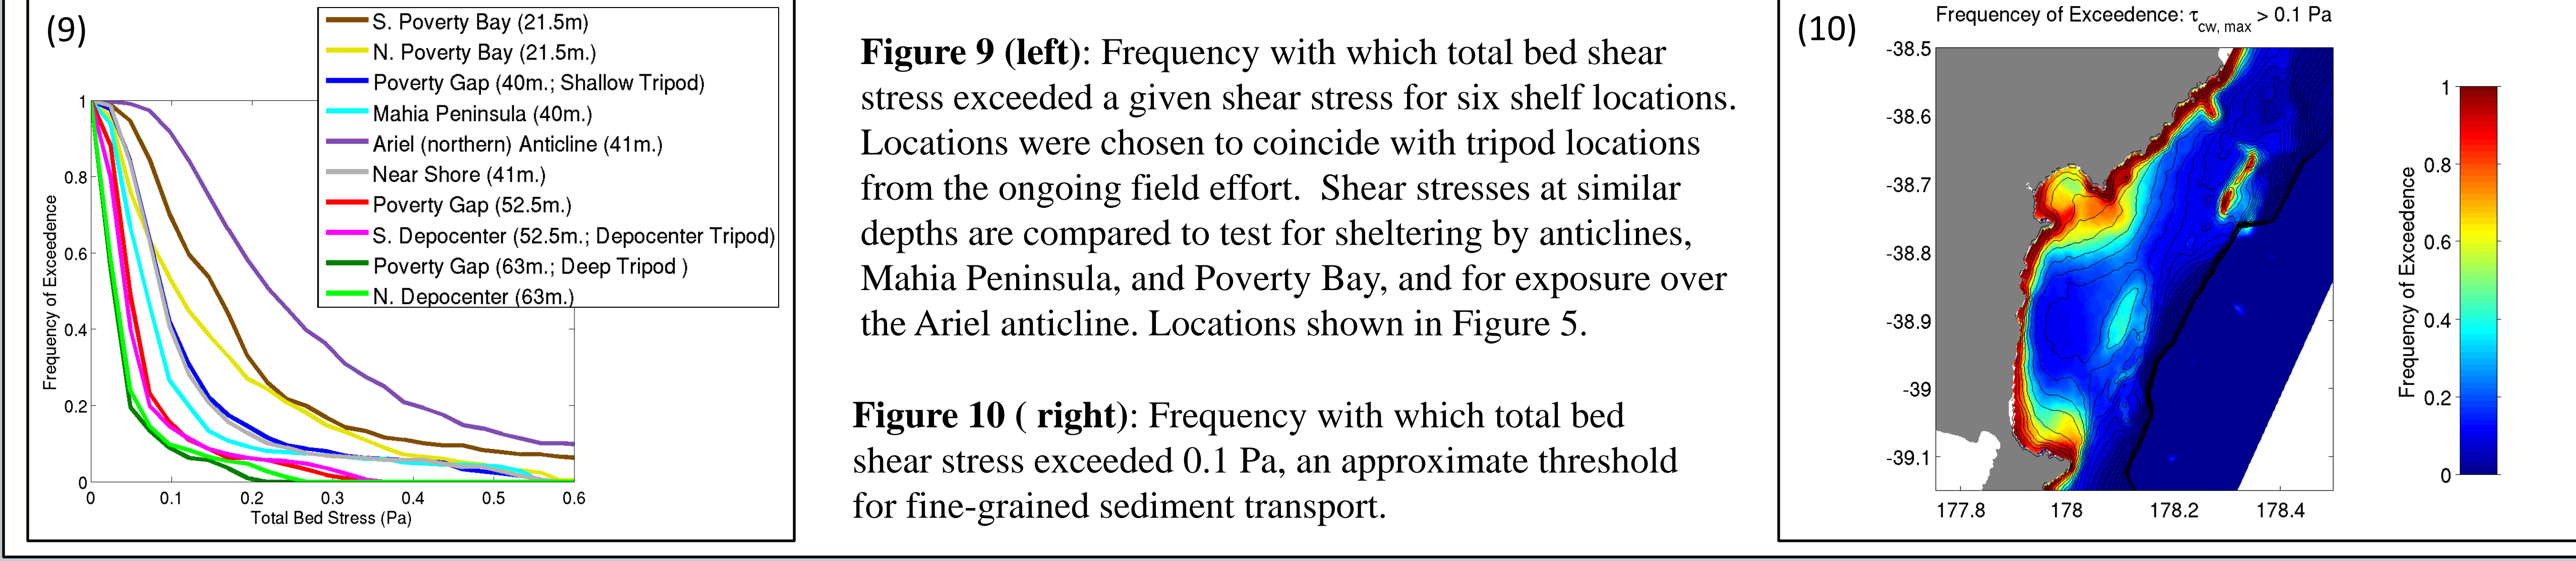 (9)
S. Poverty Bay (21.5m)
N. Poverty Bay (21.5m.)
Poverty Gap (40m.; Shallow Tripod)
Mahia Peninsula (40m.)
Ariel (northern) Anticline (41m.)
Near Shore (41m.)
Poverty Gap (52.5m.)
S. Depocenter (52.5m.; Depocenter Tripod)
Poverty Gap (63m.; Deep Tripod )
N. Depocenter (63m.)
Frequency of Exceedence
1
0.8
0.6
0.4
0.2
0
0 0.1 0.2 0.3 0.4 0.5 0.6
Total Bed Stress (Pa)
Figure 9 (left): Frequency with which total bed shear
stress exceeded a given shear stress for six shelf locations.
Locations were chosen to coincide with tripod locations
from the ongoing field effort.  Shear stresses at similar
depths are compared to test for sheltering by anticlines,
Mahia Peninsula, and Poverty Bay, and for exposure over
the Ariel anticline. Locations shown in Figure 5.
Figure 10 ( right): Frequency with which total bed
shear stress exceeded 0.1 Pa, an approximate threshold
for fine-grained sediment transport.
(10)
Frequencey of Exceedence: τcw, max > 0.1 Pa
-38.5
-38.6
-38.7
-38.8
-38.9
-39
-39.1
177.8 178 178.2 178.4
Frequency of Exceedence
1
0.8
0.6
0.4
0.2
0